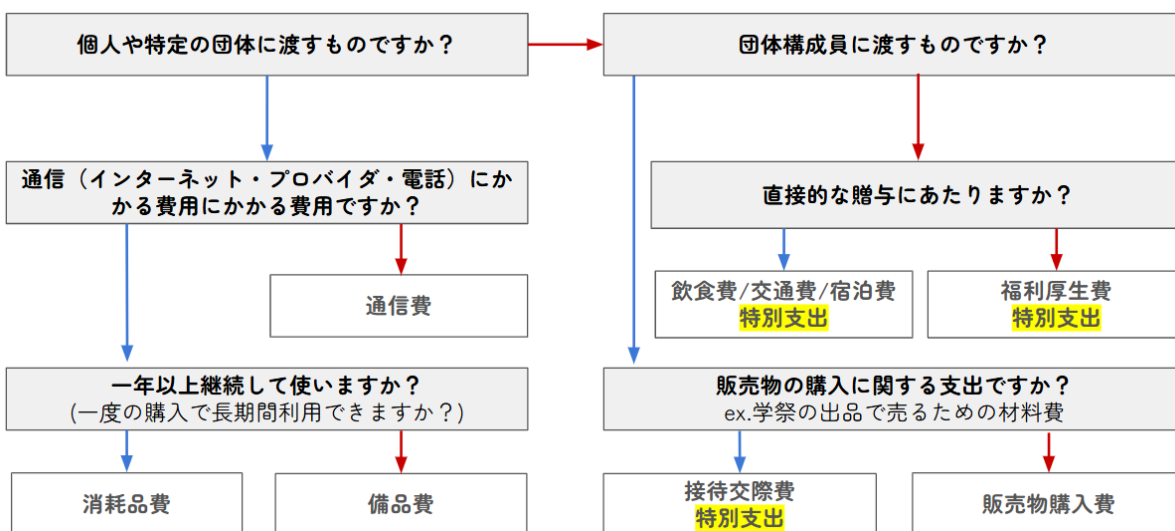 個人や特定の団体に渡すものですか？
団体構成員に渡すものですか？
通信（インターネット・プロバイダ・電話）にか
かる費用にかかる費用ですか？
直接的な贈与にあたりますか？
通信費
飲食費/交通費/宿泊費
特別支出
福利厚生費
特別支出
一年以上継続して使いますか？
(一度の購入で長期間利用できますか？)
販売物の購入に関する支出ですか？
ex.学祭の出品で売るための材料費
消耗品費
備品費
接待交際費
特別支出
販売物購入費